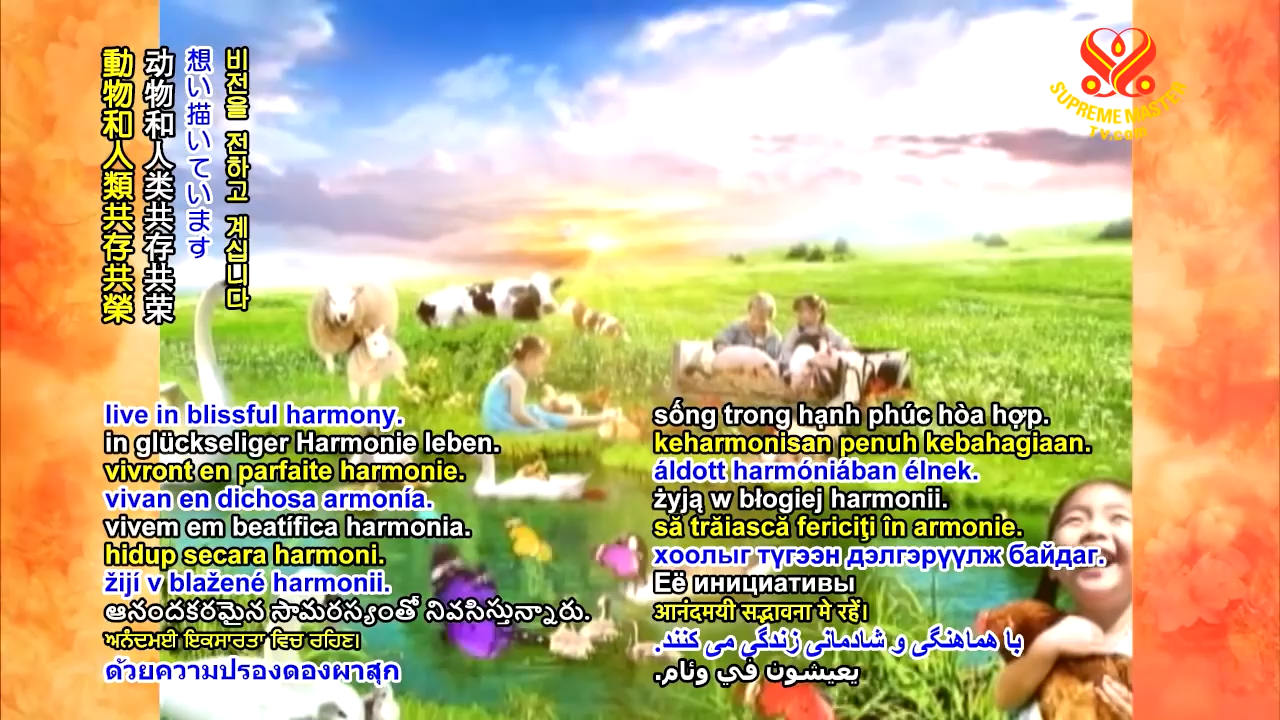 動物和人類共存共榮
动物和人类共存共荣
想い描いています
비전을 전하고 계십니다
SUPREME MASTER
TV.com
live in blissful harmony.
in glückseliger Harmonie leben.
vivront en parfaite harmonie.
vivan en dichosa armonía.
vivem em beatífica harmonia.
hidup secara harmoni.
žijí v blažené harmonii.
ఆనందకరమైన సామరస్యంతో నివసిస్తున్నారు.
ਅਲੰਦਮਈ ਇਕਸਾਰਤਾ ਵਿਚ ਰਹਿਣ।
ด้วยความปรองดองผาสุก
sống trong hạnh phúc hòa hợp.
keharmonisan penuh kebahagiaan.
áldott harmóniában élnek.
żyją w błogiej harmonii.
să trăiască fericiţi în armonie.
хоолыг түгээн дэлгэрүүлж байдаг.
Её инициативы
आनंदमयी सद्भावना मे रहें।
با هماهنگی و شادمانی زندگی می کنند.
يعيشون في وئام.